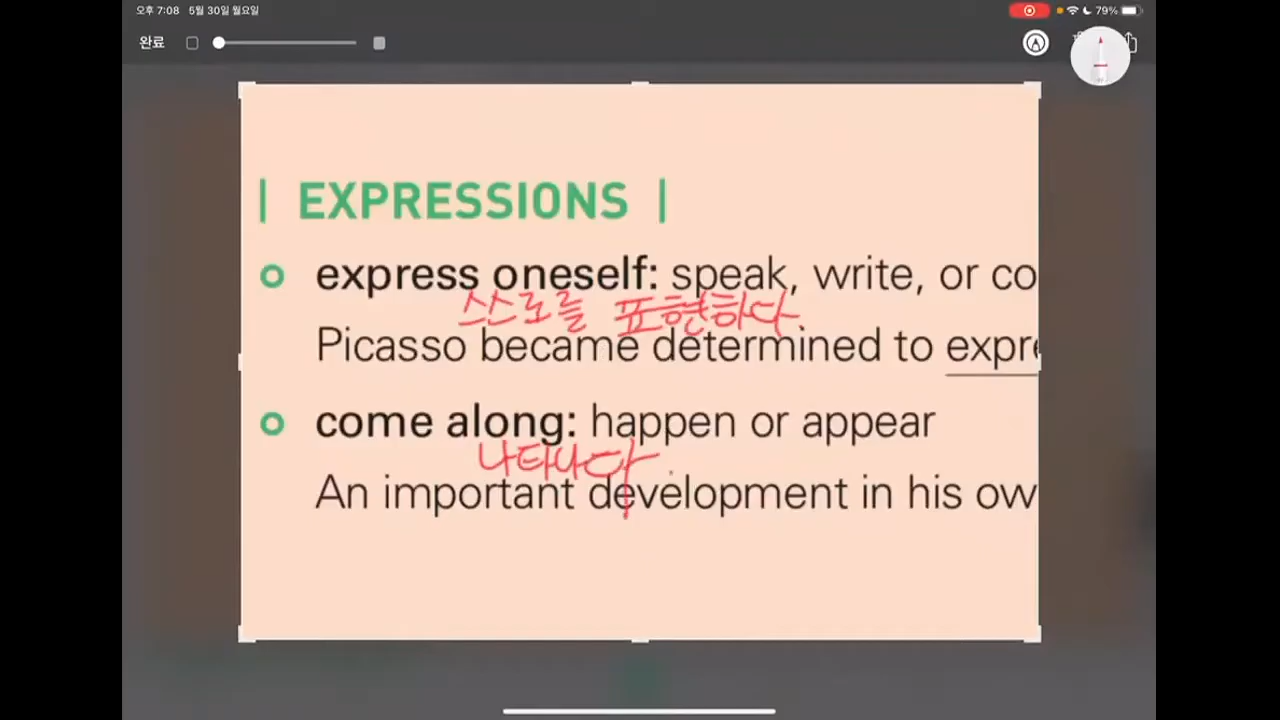 오후 7:08 5월 30일 월요일
79%
완료
| EXPRESSIONS |
express oneself: speak, write, or co
스스로를 표현하다
Picasso became determined to expre
come along: happen or appear
나타나다
An important development in his ow